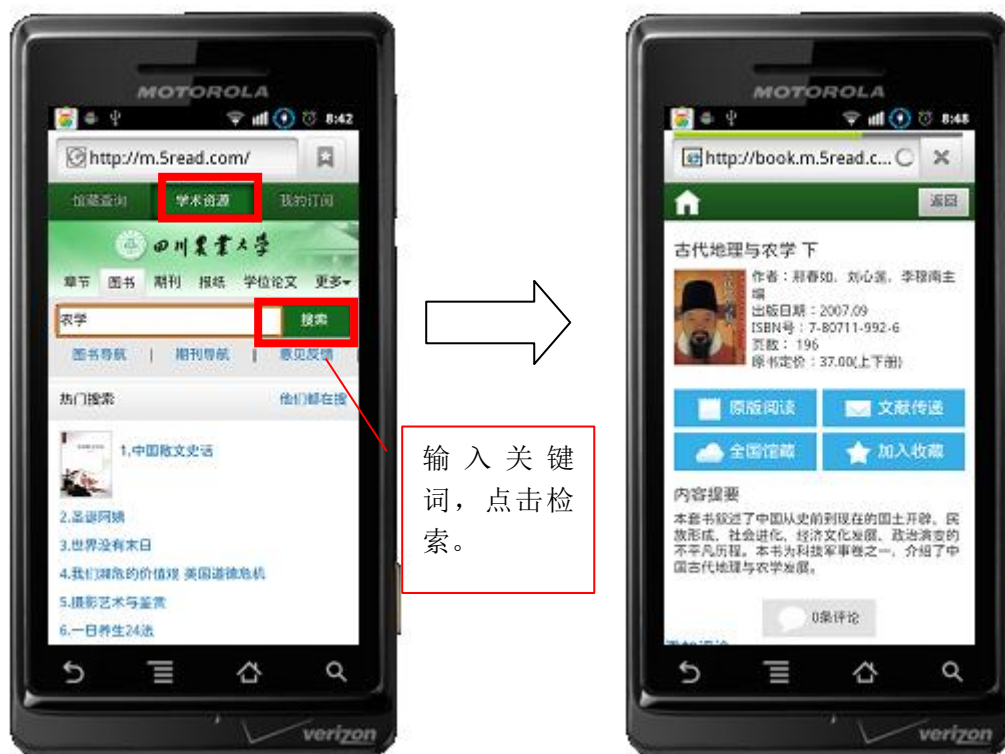 MOTOROLA
8:42
http://m.5read.com/
馆藏查询 学术资源 我的订阅
四川农业大学
章节 图书 期刊 报纸 学位论文 更多
农学 搜索
图书导航 | 期刊导航 | 意见反馈 |
热门搜索 他们都在搜
1.中国散文史话
2.圣诞阿姨
3.世界没有末日
4.我们濒危的价值观 美国道德危机
5.摄影艺术与鉴赏
6.一日养生24法
verizon
输入关键
词，点击检
索。
MOTOROLA
8:48
http://book.m.5read.c...
返回
古代地理与农学 下
作者：邢春如、刘心莲、李穆南主
编
出版日期：2007.09
ISBN号：7-80711-992-6
页数： 196
原书定价：37.00(上下册)
原版阅读 文献传递
全国馆藏 加入收藏
内容提要
本套书叙述了中国从史前到现在的国土开辟、民
族形成、社会进化、经济文化发展、政治演变的
不平凡历程。本书为科技军事卷之一，介绍了中
国古代地理与农学发展。
0条评论
verizon